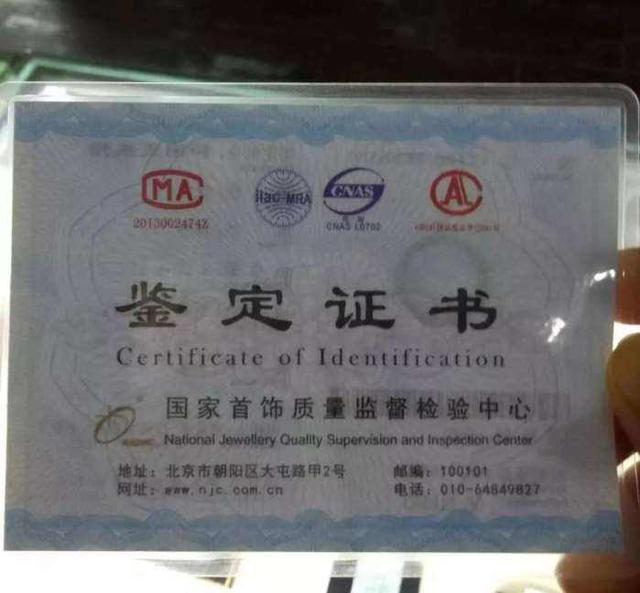 MA
ilac-MRA
CNAS
CAL
2013002474Z
CNAS L0702
鉴定证书
Certificate of Identification
国家首饰质量监督检验中心
National Jewellery Quality Supervision and Inspection Center
地址:北京市朝阳区大屯路甲2号
邮编:100101
网址:www.njc.com.cn
电话:010-64849827